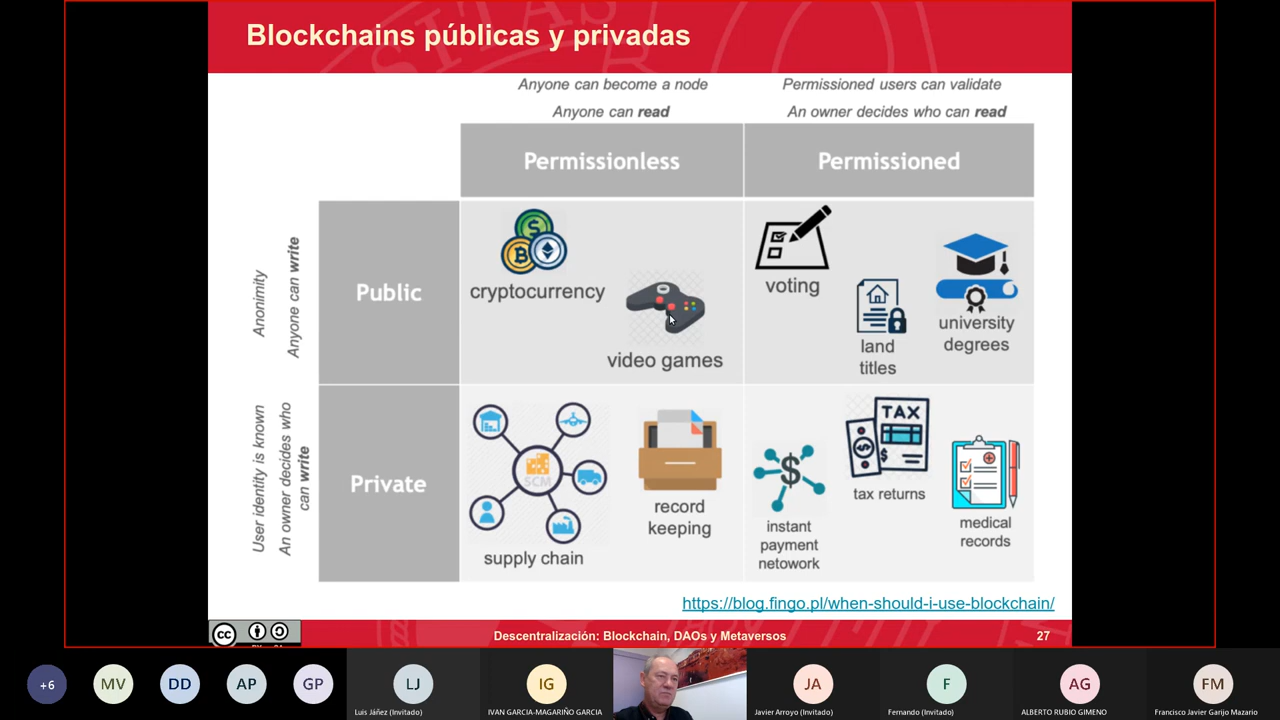 Blockchains públicas y privadas
Anyone can become a node
Anyone can read
Permissioned users can validate
An owner decides who can read
Permissionless
Permissioned
Anonimity
Anyone can write
Public
cryptocurrency
video games
voting
land
titles
university
degrees
User identity is known
An owner decides who
can write
Private
SCM
supply chain
record
keeping
instant
payment
netowork
TAX
tax returns
medical
records
https://blog.fingo.pl/when-should-i-use-blockchain/
cc
Descentralización: Blockchain, DAOs y Metaversos
27
+6
MV
DD
AP
GP
LJ
Luis Jáñez (Invitado)
IG
IVAN GARCIA-MAGARIÑO GARCIA
JA
Javier Arroyo (Invitado)
F
Fernando (Invitado)
AG
ALBERTO RUBIO GIMENO
FM
Francisco Javier Garijo Mazario